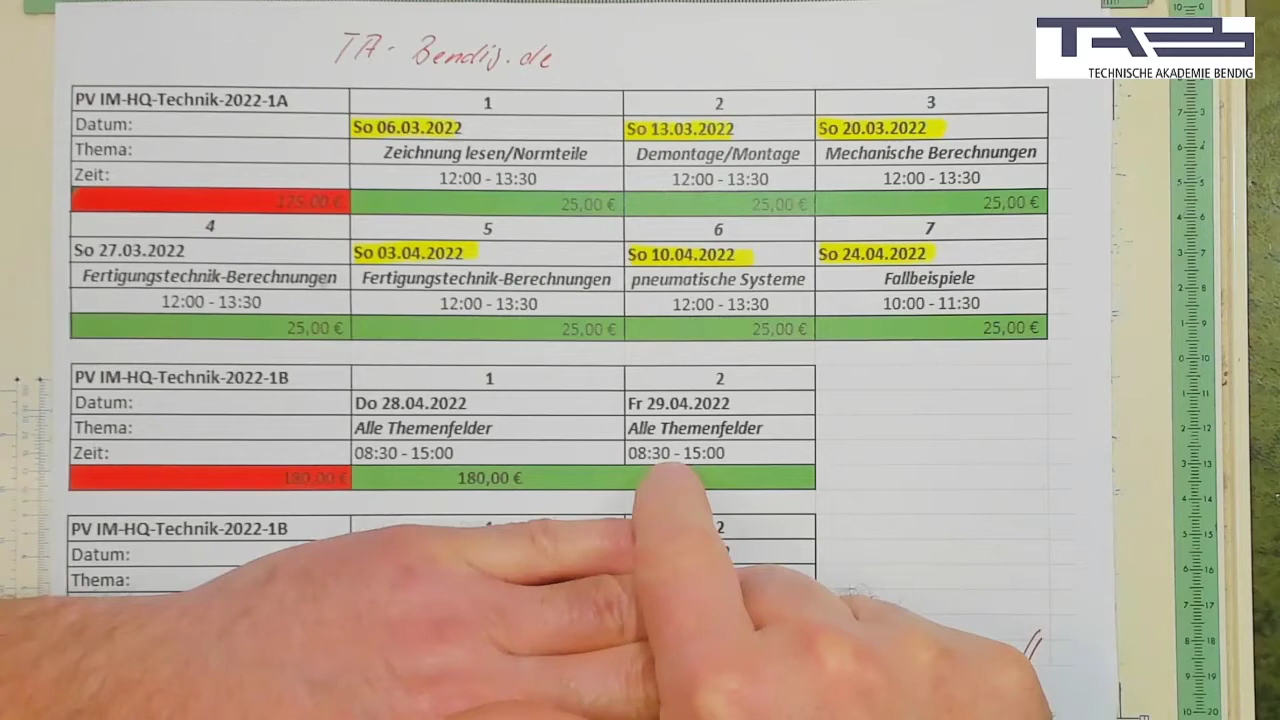 TA-Bendig.de
TECHNISCHE AKADEMIE BENDIG
PV IM-HQ-Technik-2022-1A 1 2 3
Datum: So 06.03.2022 So 13.03.2022 So 20.03.2022
Thema: Zeichnung lesen/Normteile Demontage/Montage Mechanische Berechnungen
Zeit: 12:00 - 13:30 12:00 - 13:30 12:00 - 13:30
175,00 € 25,00 € 25,00 € 25,00 €
4 5 6 7
So 27.03.2022 So 03.04.2022 So 10.04.2022 So 24.04.2022
Fertigungstechnik-Berechnungen Fertigungstechnik-Berechnungen pneumatische Systeme Fallbeispiele
12:00 - 13:30 12:00 - 13:30 12:00 - 13:30 10:00 - 11:30
25,00 € 25,00 € 25,00 € 25,00 €
PV IM-HQ-Technik-2022-1B 1 2
Datum: Do 28.04.2022 Fr 29.04.2022
Thema: Alle Themenfelder Alle Themenfelder
Zeit: 08:30 - 15:00 08:30 - 15:00
180,00 € 180,00 €
PV IM-HQ-Technik-2022-1B 1 2
Datum:
Thema: